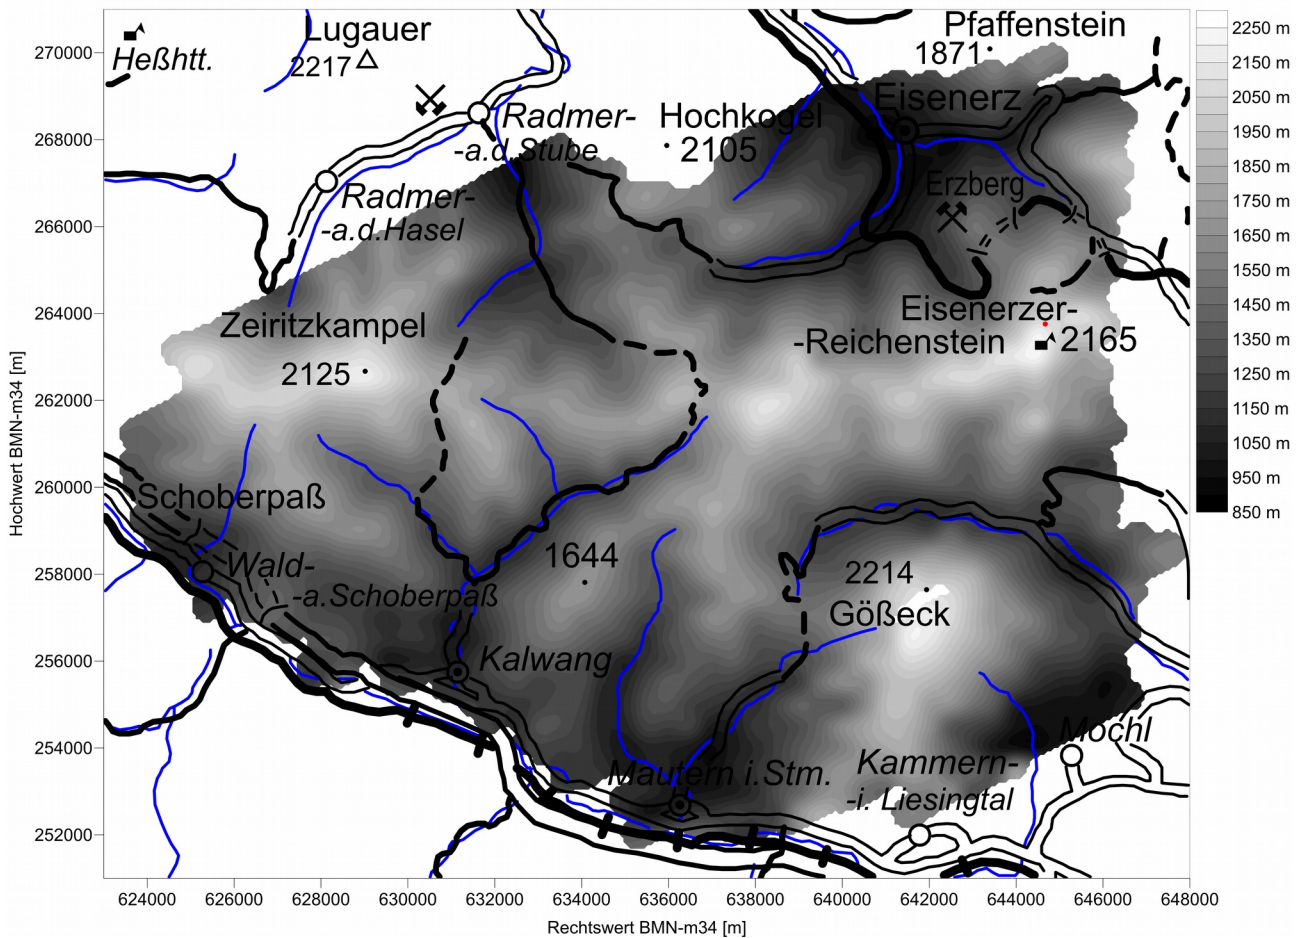 Pfaffenstein
1871
Lugauer
2217
Heßhtt.
Eisenerz
Radmer-
-a.d.Stube
Hochkogel
2105
Radmer-
-a.d.Hasel
Erzberg
Eisenerzer-
-Reichenstein
2165
Zeiritzkampel
2125
Schoberpaß
1644
Wald-
-a.Schoberpaß
2214
Gößeck
Kalwang
Mochl
Mautern i.Stm.
Kammern-
-i. Liesingtal
2250 m
2150 m
2050 m
1950 m
1850 m
1750 m
1650 m
1550 m
1450 m
1350 m
1250 m
1150 m
1050 m
950 m
850 m
Hochwert BMN-m34 [m]
270000
268000
266000
264000
262000
260000
258000
256000
254000
252000
624000 626000 628000 630000 632000 634000 636000 638000 640000 642000 644000 646000 648000
Rechtswert BMN-m34 [m]